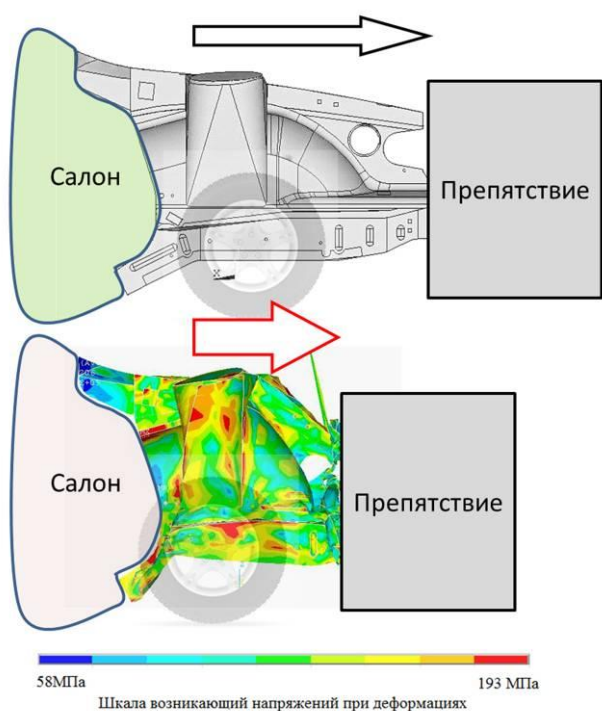 Салон
Препятствие
Салон
Препятствие
58МПа
193 МПа
Шкала возникающий напряжений при деформациях